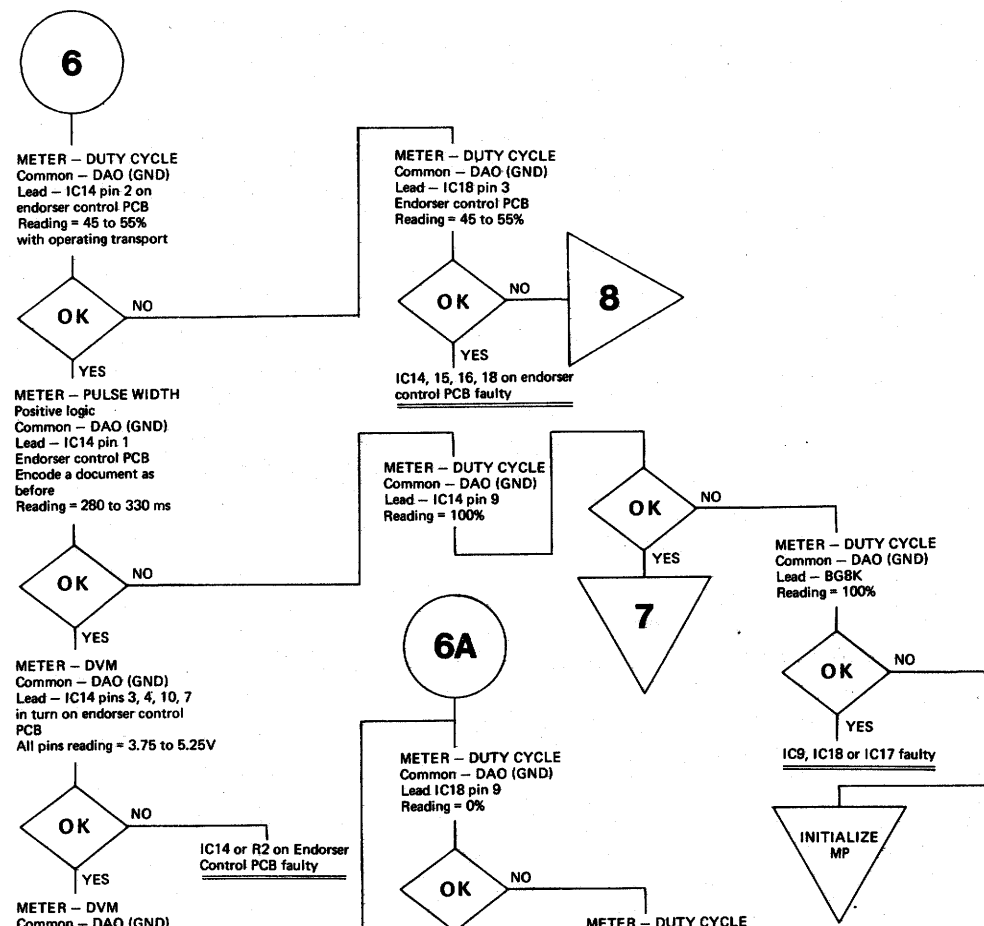 6
METER – DUTY CYCLE
Common – DAO (GND)
Lead – IC14 pin 2 on
endorser control PCB
Reading = 45 to 55%
with operating transport
OK
NO
YES
METER – DUTY CYCLE
Common – DAO (GND)
Lead – IC18 pin 3
Endorser control PCB
Reading = 45 to 55%
OK
NO
8
YES
IC14, 15, 16, 18 on endorser
control PCB faulty
METER – PULSE WIDTH
Positive logic
Common – DAO (GND)
Lead – IC14 pin 1
Endorser control PCB
Encode a document as
before
Reading = 280 to 330 ms
OK
NO
YES
METER – DUTY CYCLE
Common – DAO (GND)
Lead – IC14 pin 9
Reading = 100%
OK
NO
YES
7
METER – DUTY CYCLE
Common – DAO (GND)
Lead – BG8K
Reading = 100%
OK
NO
YES
IC9, IC18 or IC17 faulty
INITIALIZE
MP
METER – DVM
Common – DAO (GND)
Lead – IC14 pins 3, 4, 10, 7
in turn on endorser control
PCB
All pins reading = 3.75 to 5.25V
OK
NO
YES
IC14 or R2 on Endorser
Control PCB faulty
METER – DVM
Common – DAO (GND)
6A
METER – DUTY CYCLE
Common – DAO (GND)
Lead IC18 pin 9
Reading = 0%
OK
NO
METER – DUTY CYCLE